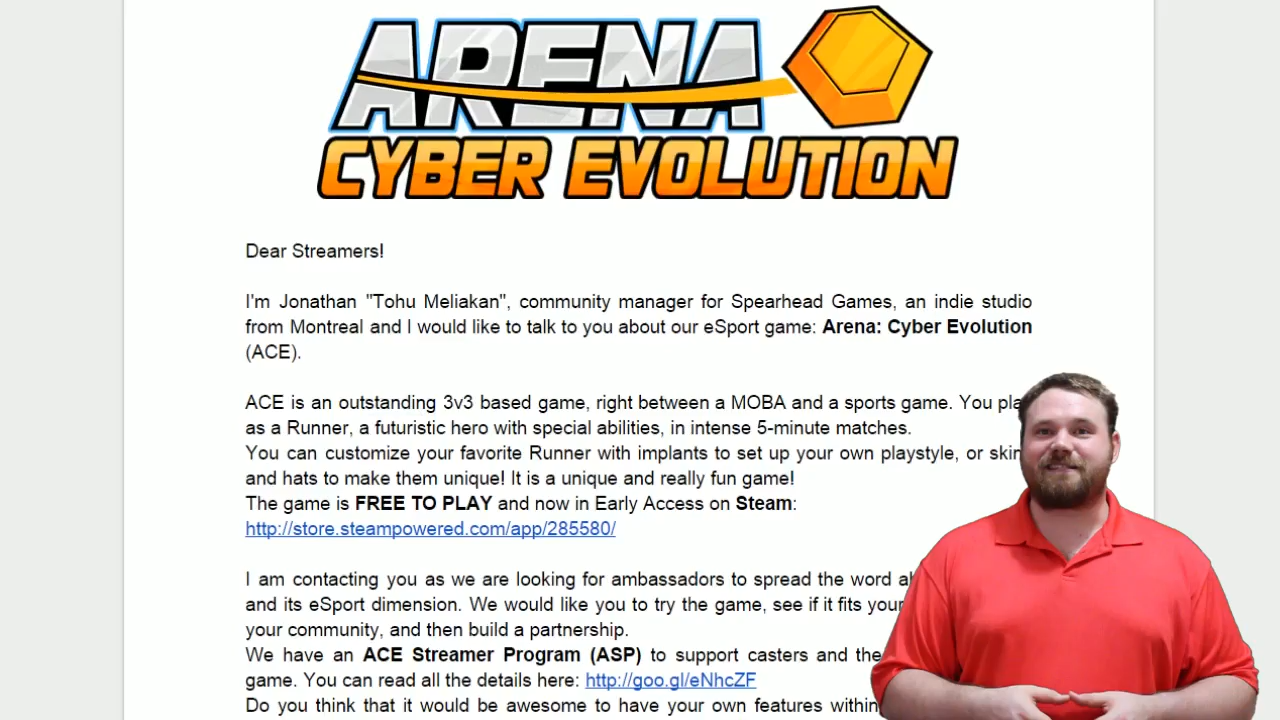 ARENA
CYBER EVOLUTION
Dear Streamers!
I'm Jonathan "Tohu Meliakan", community manager for Spearhead Games, an indie studio
from Montreal and I would like to talk to you about our eSport game: Arena: Cyber Evolution
(ACE).
ACE is an outstanding 3v3 based game, right between a MOBA and a sports game. You
as a Runner, a futuristic hero with special abilities, in intense 5-minute matches.
You can customize your favorite Runner with implants to set up your own playstyle, or
and hats to make them unique! It is a unique and really fun game!
The game is FREE TO PLAY and now in Early Access on Steam:
http://store.steampowered.com/app/285580/
I am contacting you as we are looking for ambassadors to spread the word
and its eSport dimension. We would like you to try the game, see if it fits your
your community, and then build a partnership.
We have an ACE Streamer Program (ASP) to support casters and the
game. You can read all the details here: http://goo.gl/eNhcZF
Do you think that it would be awesome to have your own features within